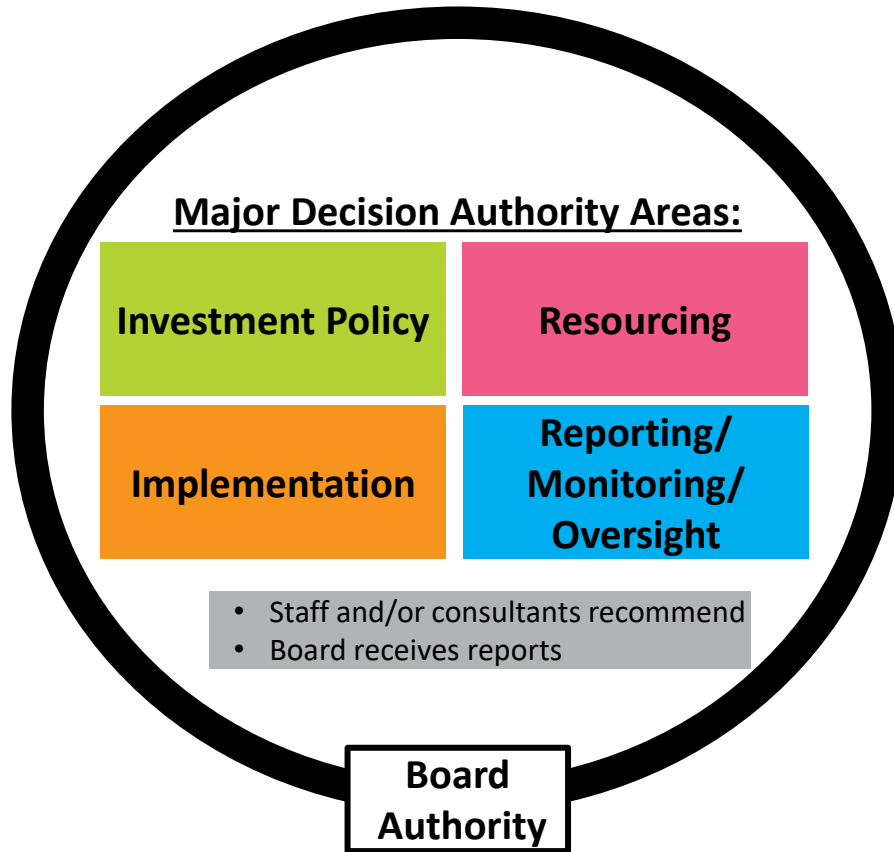 Major Decision Authority Areas:
Investment Policy
Resourcing
Implementation
Reporting/
Monitoring/
Oversight
• Staff and/or consultants recommend
• Board receives reports
Board
Authority